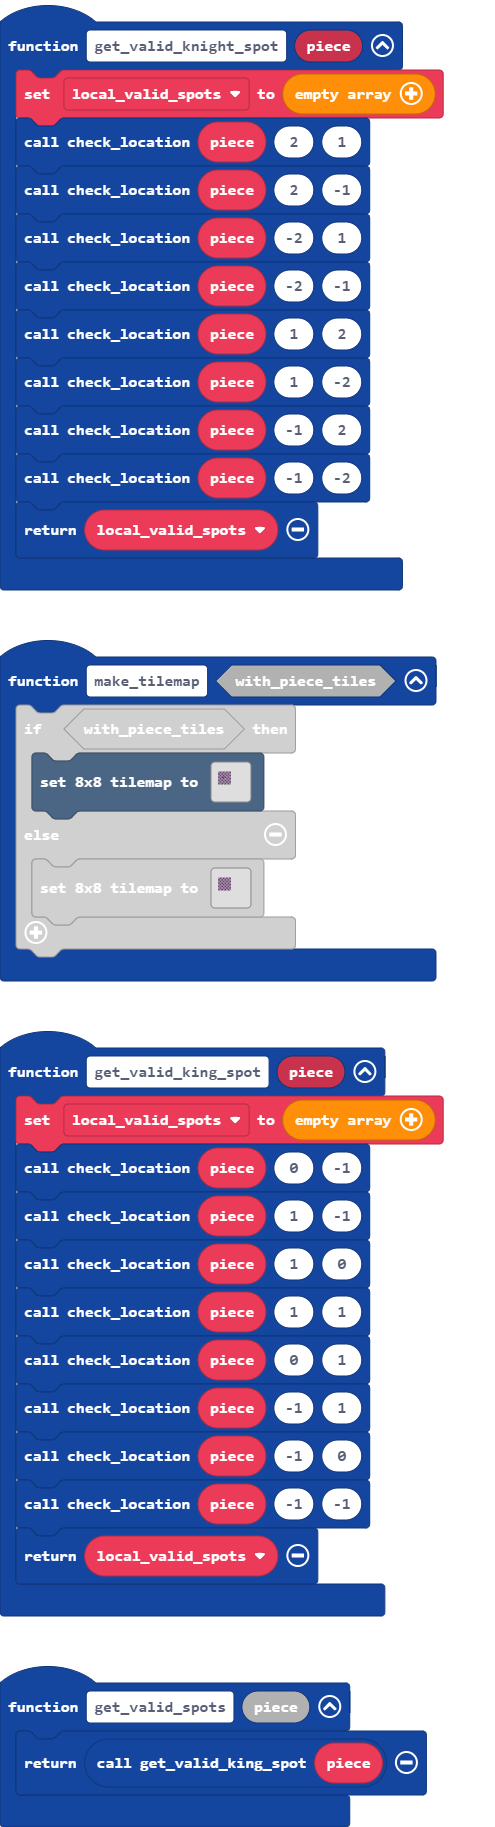 function get_valid_knight_spot piece
set local_valid_spots to empty array
call check_location piece 2 1
call check_location piece 2 -1
call check_location piece -2 1
call check_location piece -2 -1
call check_location piece 1 2
call check_location piece 1 -2
call check_location piece -1 2
call check_location piece -1 -2
return local_valid_spots
function make_tilemap with_piece_tiles
if with_piece_tiles then
set 8x8 tilemap to
else
set 8x8 tilemap to
function get_valid_king_spot piece
set local_valid_spots to empty array
call check_location piece 0 -1
call check_location piece 1 -1
call check_location piece 1 0
call check_location piece 1 1
call check_location piece 0 1
call check_location piece -1 1
call check_location piece -1 0
call check_location piece -1 -1
return local_valid_spots
function get_valid_spots piece
return call get_valid_king_spot piece